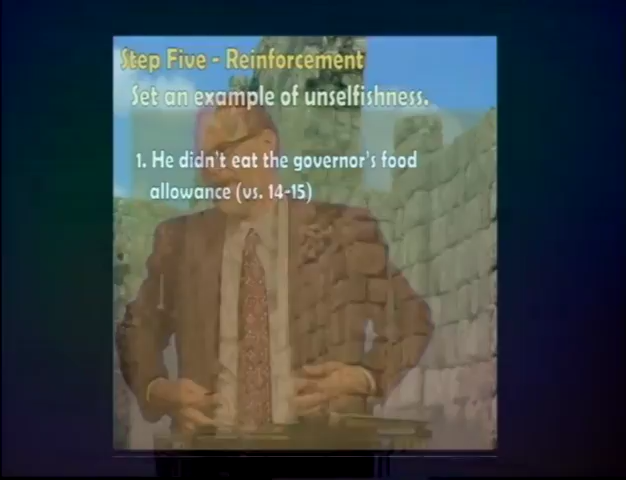 Step Five - Reinforcement
Set an example of unselfishness.
1. He didn't eat the governor's food
allowance (vs. 14-15)